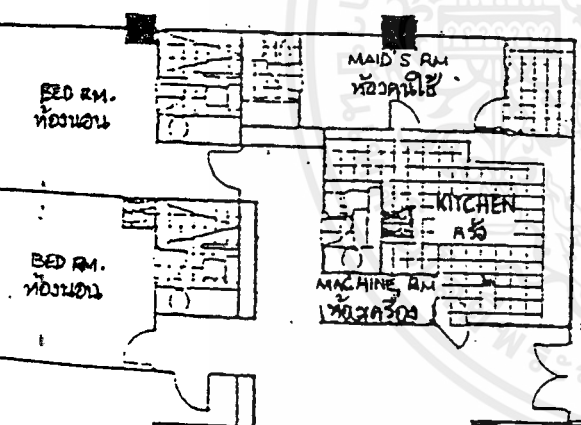 MAID'S RM
ห้องคนใช้
BED RM.
ห้องนอน
KITCHEN
ครัว
BED RM.
ห้องนอน
MACHINE RM
ห้องเครื่อง